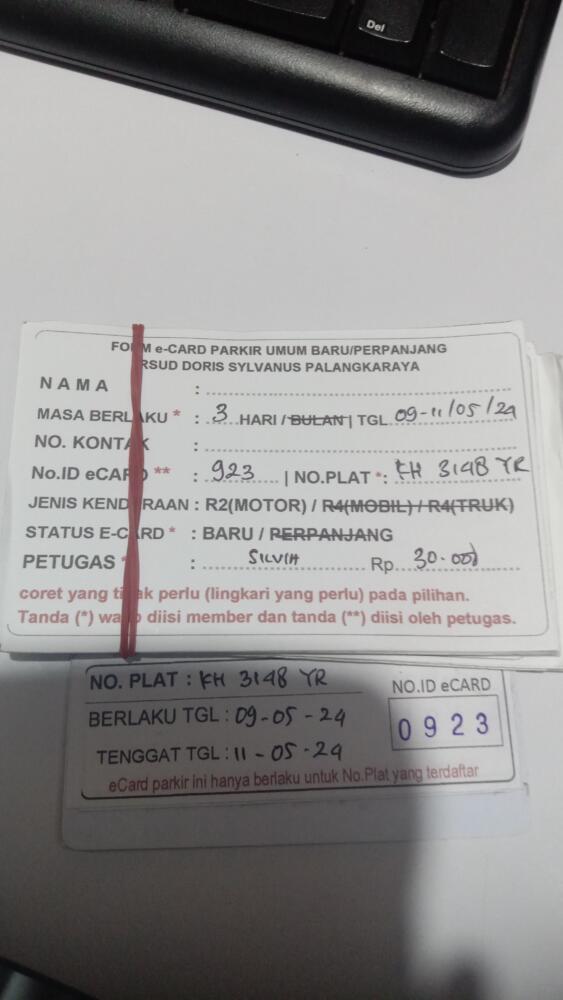 Del
FORM e-CARD PARKIR UMUM BARU/PERPANJANG
RSUD DORIS SYLVANUS PALANGKARAYA
NAMA :
MASA BERLAKU * : 3 HARI / BULAN | TGL 09-11/05/24
NO. KONTAK :
No.ID eCARD ** : 923 | NO.PLAT *: KH 3148 YR
JENIS KENDARAAN : R2(MOTOR) / R4(MOBIL) / R4(TRUK)
STATUS E-CARD * : BARU / PERPANJANG
PETUGAS * : SILVIA Rp. 30.000
coret yang tidak perlu (lingkari yang perlu) pada pilihan.
Tanda (*) wajib diisi member dan tanda (**) diisi oleh petugas.
NO. PLAT : KH 3148 YR
NO.ID eCARD
BERLAKU TGL : 09-05-24
0923
TENGGAT TGL : 11-05-24
eCard parkir ini hanya berlaku untuk No.Plat yang terdaftar